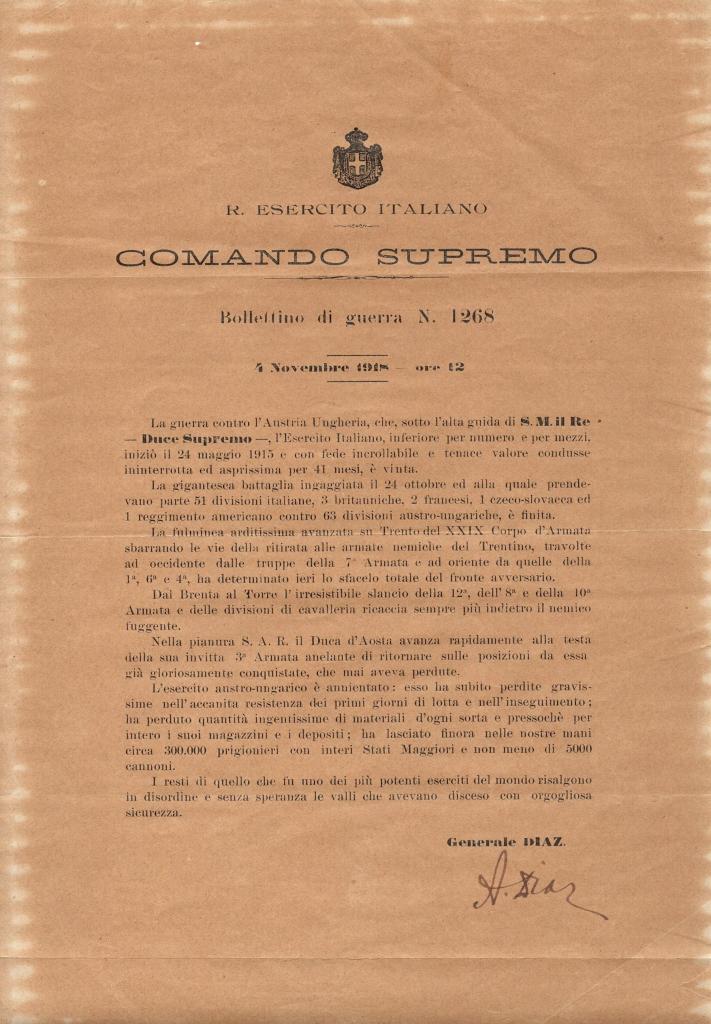 R. ESERCITO ITALIANO
COMANDO SUPREMO
Bollettino di guerra N. 1268
4 Novembre 1918 — ore 12
La guerra contro l'Austria Ungheria, che, sotto l'alta guida di S. M. il Re
— Duce Supremo —, l'Esercito Italiano, inferiore per numero e per mezzi,
iniziò il 24 maggio 1915 e con fede incrollabile e tenace valore condusse
ininterrotta ed asprissima per 41 mesi, è vinta.
La gigantesca battaglia ingaggiata il 24 ottobre ed alla quale prende-
vano parte 51 divisioni italiane, 3 britanniche, 2 francesi, 1 czeco-slovacca ed
1 reggimento americano contro 63 divisioni austro-ungariche, è finita.
La fulminea arditissima avanzata su Trento del XXIX Corpo d'Armata
sbarrando le vie della ritirata alle armate nemiche del Trentino, travolte
ad occidente dalle truppe della 7ª Armata e ad oriente da quelle della
1ª, 6ª e 4ª, ha determinato ieri lo sfacelo totale del fronte avversario.
Dal Brenta al Torre l'irresistibile slancio della 12ª, dell'8ª e della 10ª
Armata e delle divisioni di cavalleria ricaccia sempre più indietro il nemico
fuggente.
Nella pianura S. A. R. il Duca d'Aosta avanza rapidamente alla testa
della sua invitta 3ª Armata anelante di ritornare sulle posizioni da essa
già gloriosamente conquistate, che mai aveva perdute.
L'esercito austro-ungarico è annientato: esso ha subito perdite gravis-
sime nell'accanita resistenza dei primi giorni di lotta e nell'inseguimento;
ha perduto quantità ingentissime di materiali d'ogni sorta e pressochè per
intero i suoi magazzini e i depositi; ha lasciato finora nelle nostre mani
circa 300.000 prigionieri con interi Stati Maggiori e non meno di 5000
cannoni.
I resti di quello che fu uno dei più potenti eserciti del mondo risalgono
in disordine e senza speranza le valli che avevano disceso con orgogliosa
sicurezza.
Generale DIAZ.
A. Diaz